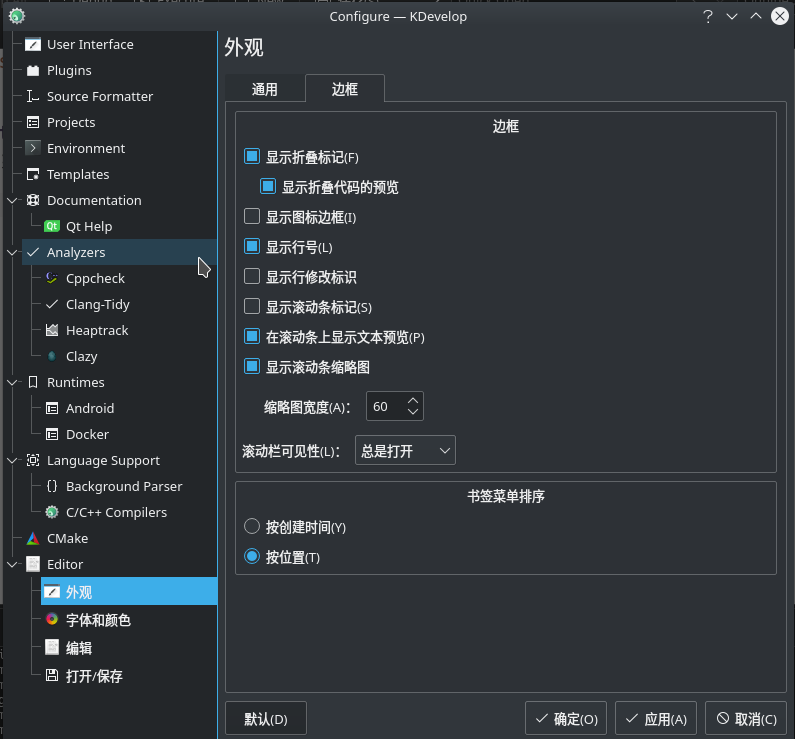 Configure — KDevelop
User Interface
Plugins
Source Formatter
Projects
Environment
Templates
Documentation
Qt Help
Analyzers
Cppcheck
Clang-Tidy
Heaptrack
Clazy
Runtimes
Android
Docker
Language Support
Background Parser
C/C++ Compilers
CMake
Editor
外观
字体和颜色
编辑
打开/保存
外观
通用 边框
边框
显示折叠标记(F)
显示折叠代码的预览
显示图标边框(I)
显示行号(L)
显示行修改标识
显示滚动条标记(S)
在滚动条上显示文本预览(P)
显示滚动条缩略图
缩略图宽度(A): 60
滚动栏可见性(L): 总是打开
书签菜单排序
按创建时间(Y)
按位置(T)
默认(D) 确定(O) 应用(A) 取消(C)